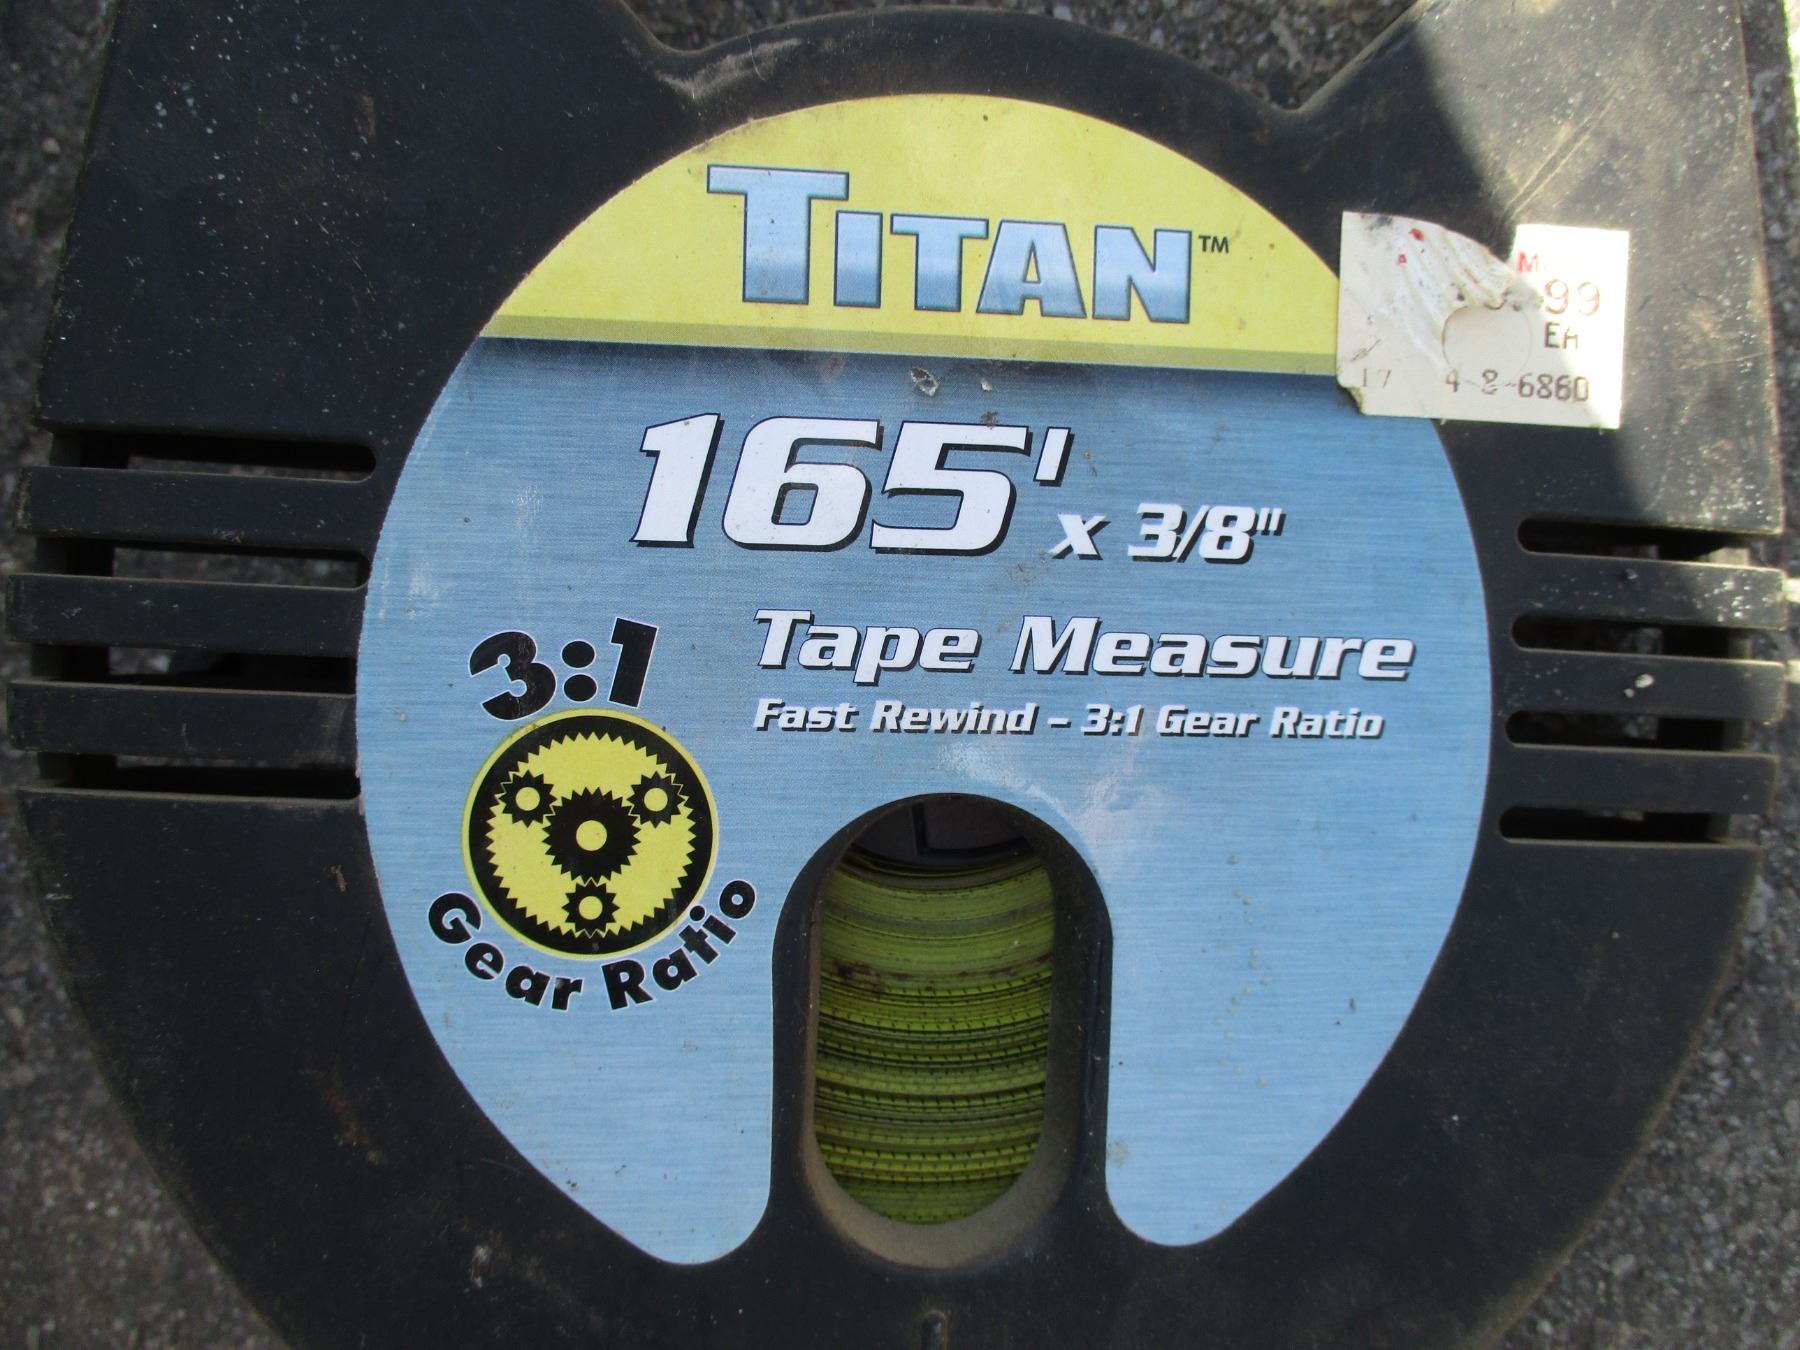 TITAN™
99
EA
17 4 8-6860
165' x 3/8"
Tape Measure
Fast Rewind – 3:1 Gear Ratio
3:1
Gear Ratio